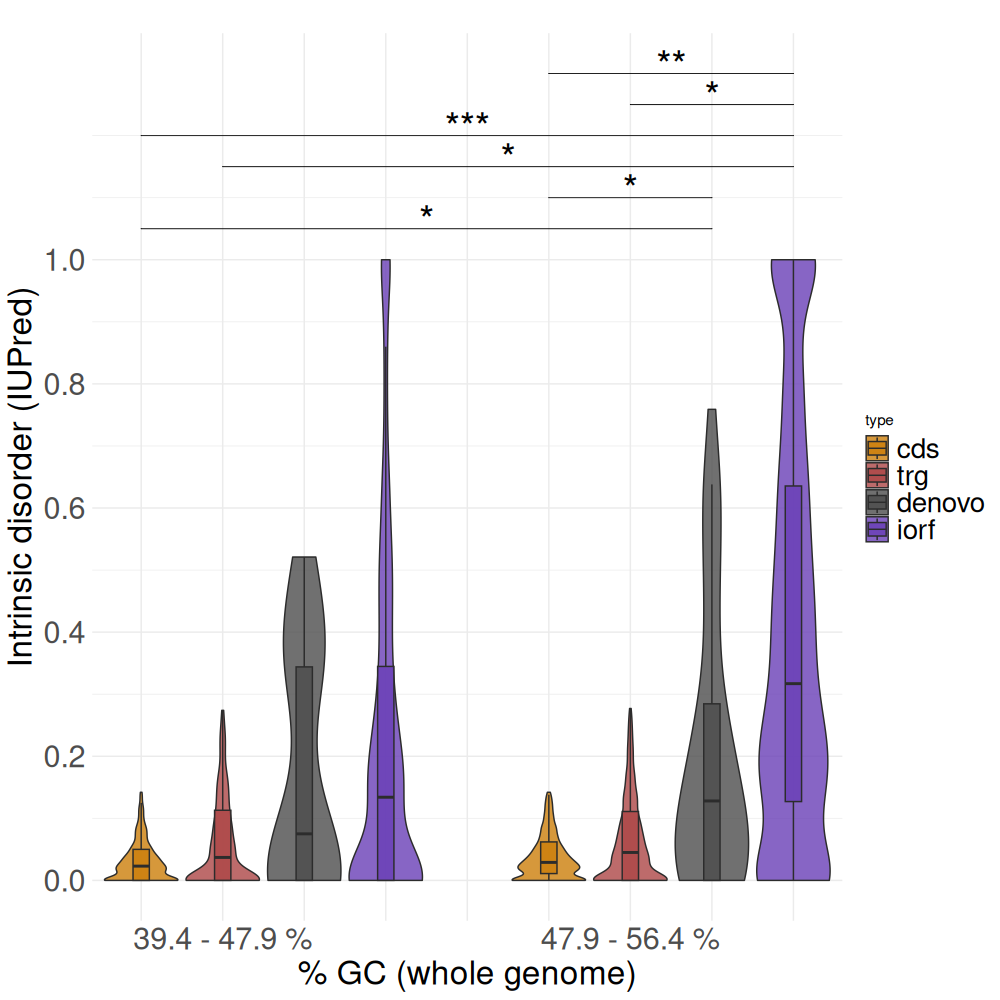 **
*
***
*
*
*
Intrinsic disorder (IUPred)
1.0
0.8
0.6
0.4
0.2
0.0
39.4 - 47.9 %
47.9 - 56.4 %
% GC (whole genome)
type
cds
trg
denovo
iorf